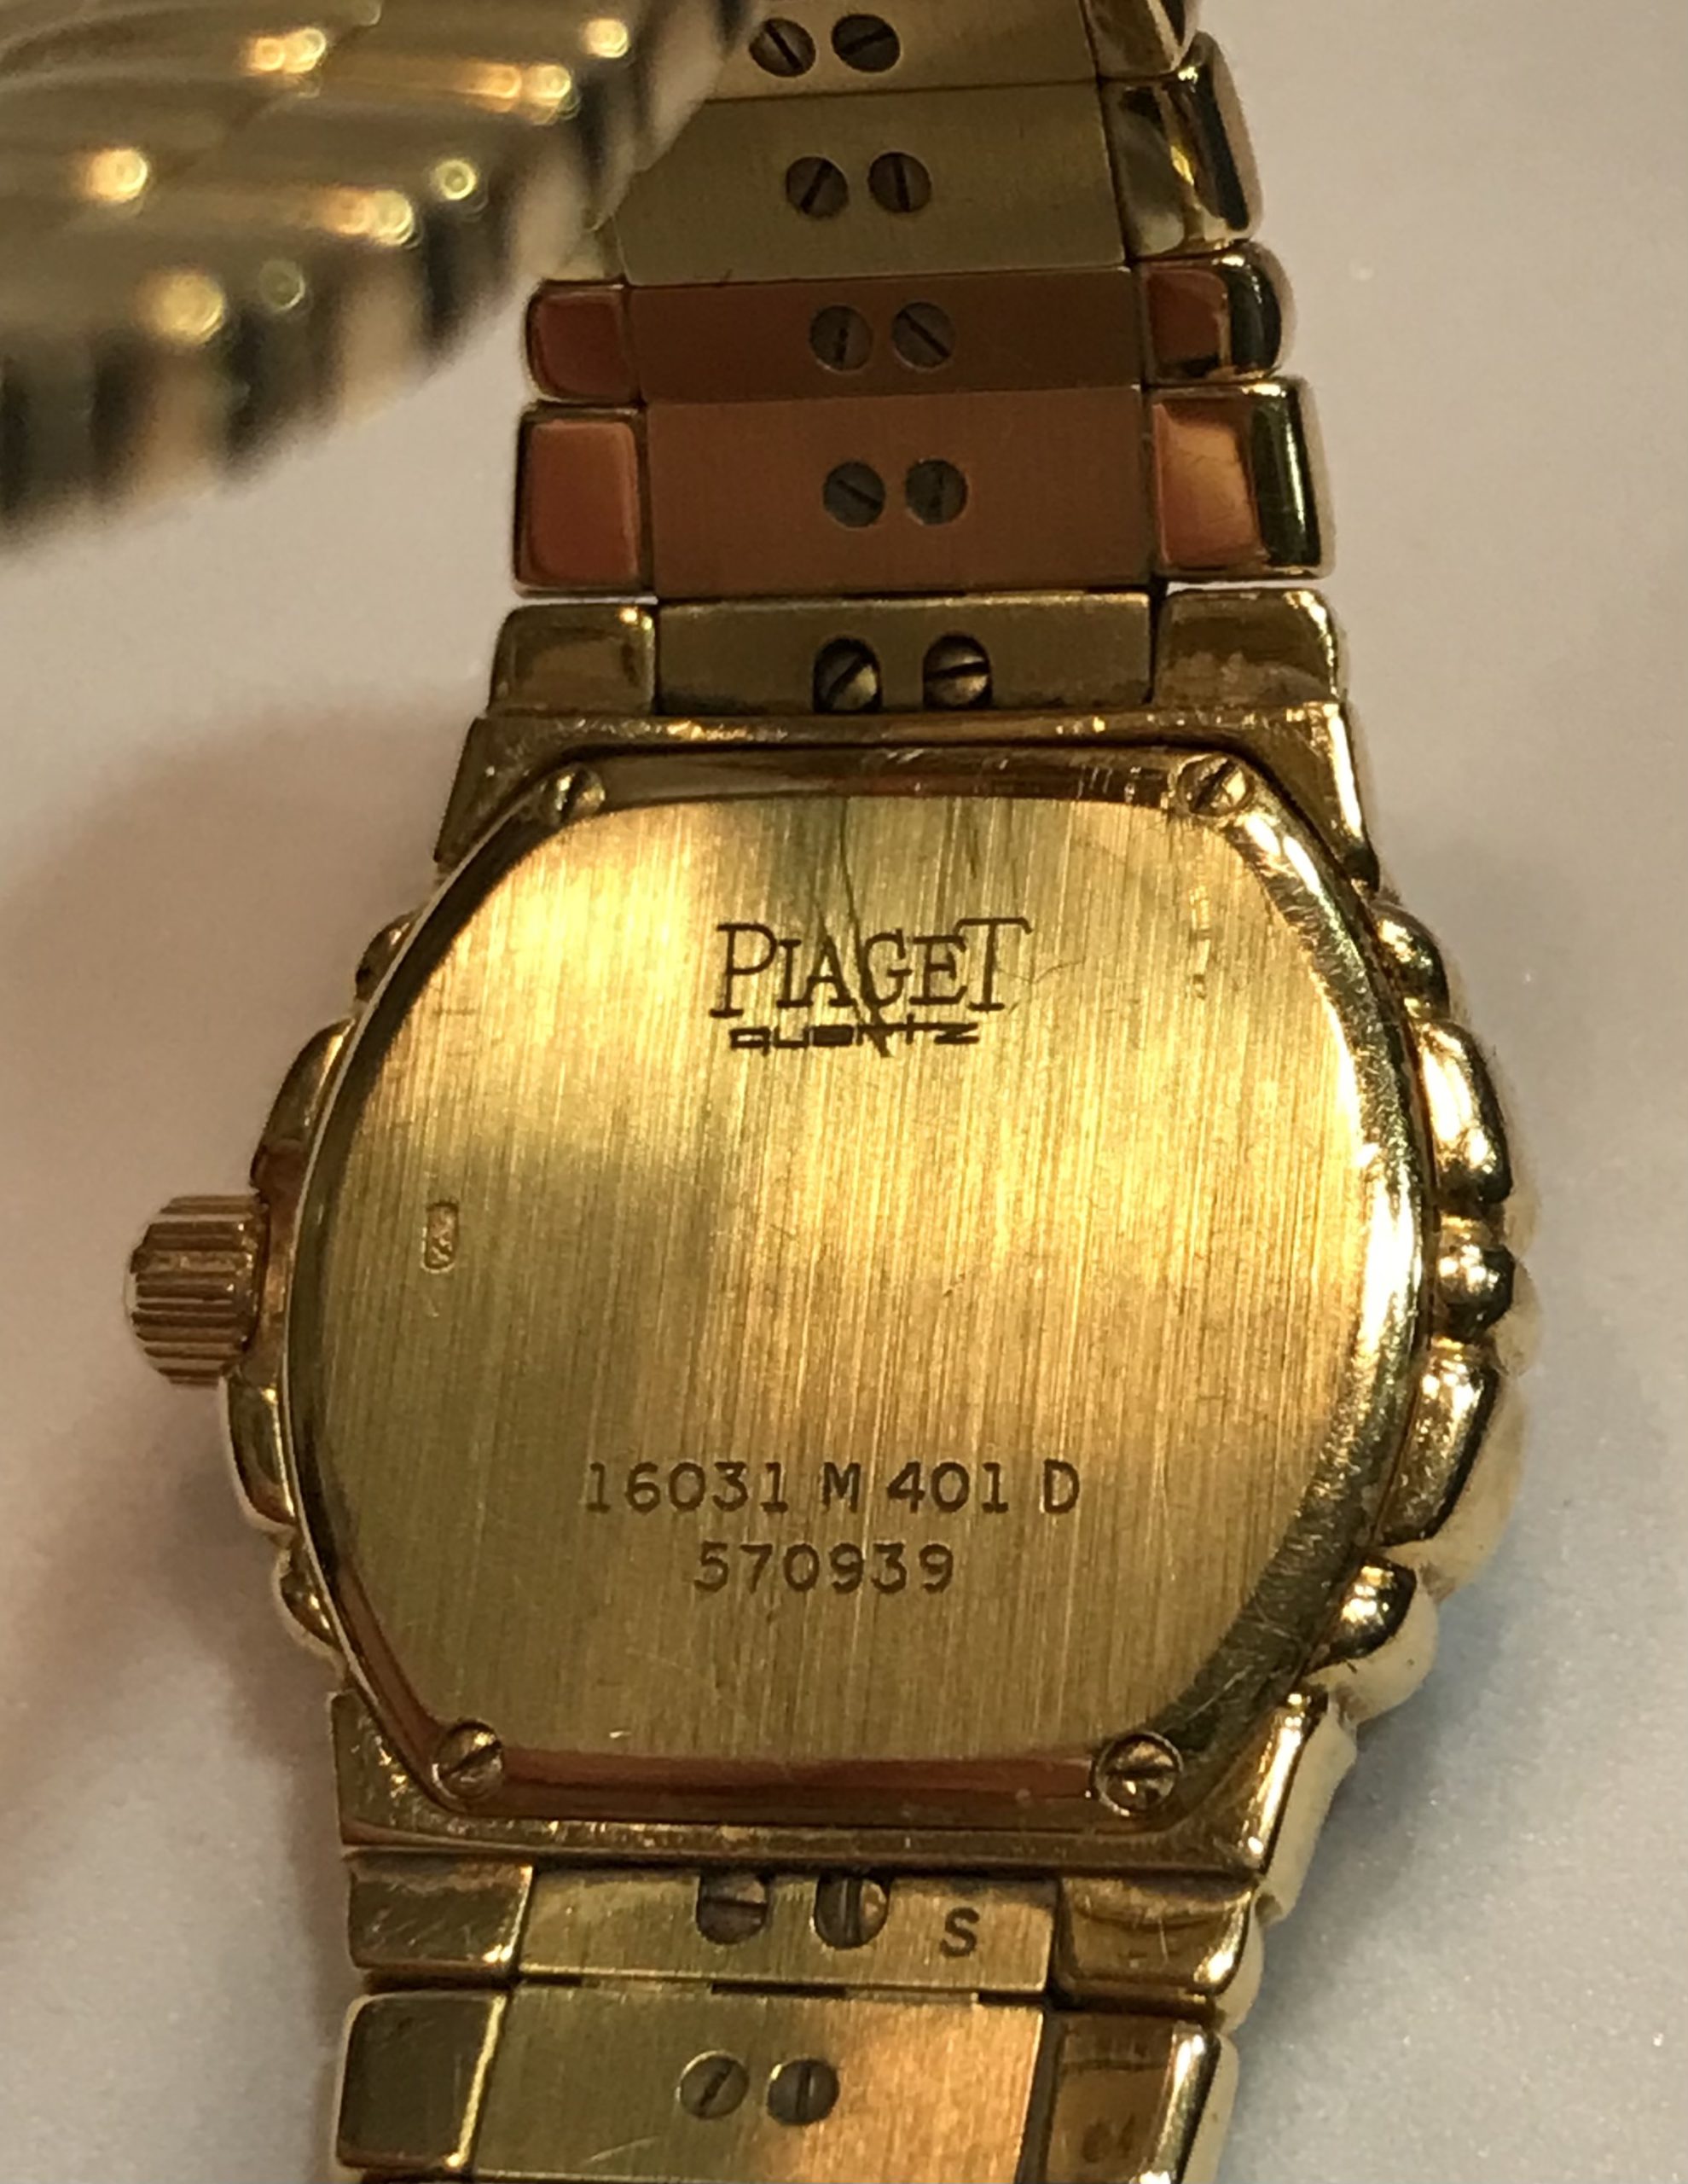 PIAGET
quartz
16031 M 401 D
570939
S